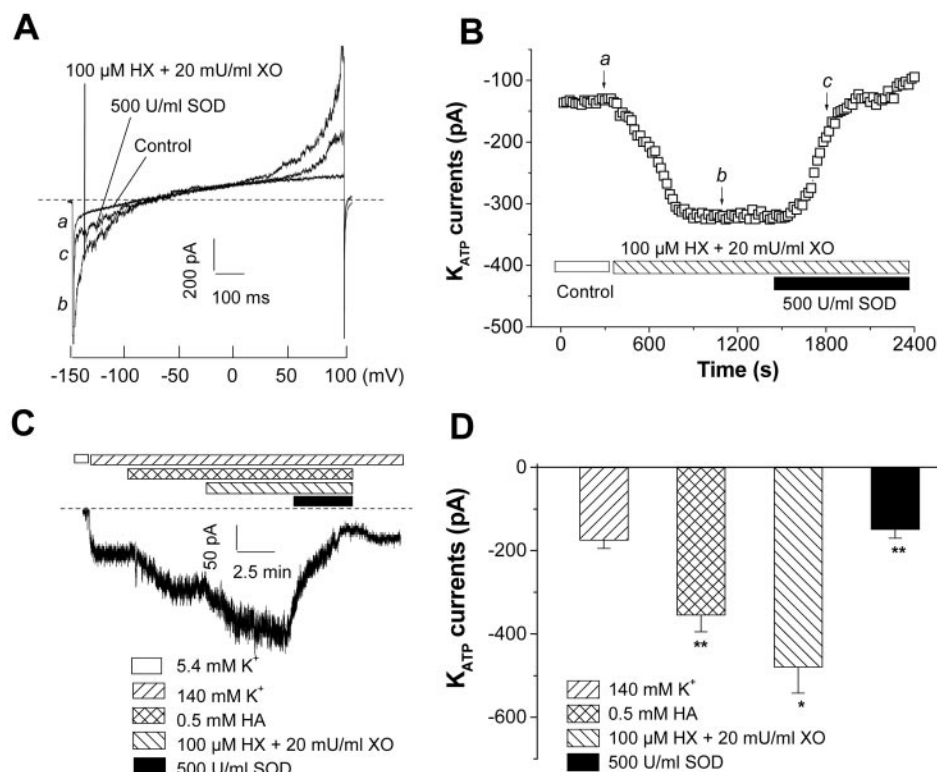 A
100 µM HX + 20 mU/ml XO
500 U/ml SOD
Control
a
c
b
200 pA
100 ms
-150 -100 -50 0 50 100 (mV)
B
K_ATP currents (pA)
-100
-200
-300
-400
-500
a
b
c
100 µM HX + 20 mU/ml XO
Control
500 U/ml SOD
0 600 1200 1800 2400
Time (s)
C
50 pA
2.5 min
5.4 mM K⁺
140 mM K⁺
0.5 mM HA
100 µM HX + 20 mU/ml XO
500 U/ml SOD
D
K_ATP currents (pA)
0
-200
-400
-600
**
*
**
140 mM K⁺
0.5 mM HA
100 µM HX + 20 mU/ml XO
500 U/ml SOD